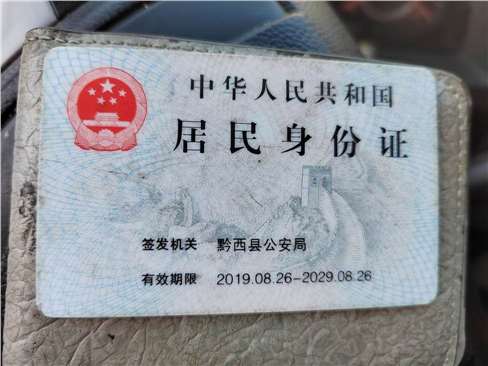 中华人民共和国
居民身份证
签发机关 黔西县公安局
有效期限 2019.08.26-2029.08.26